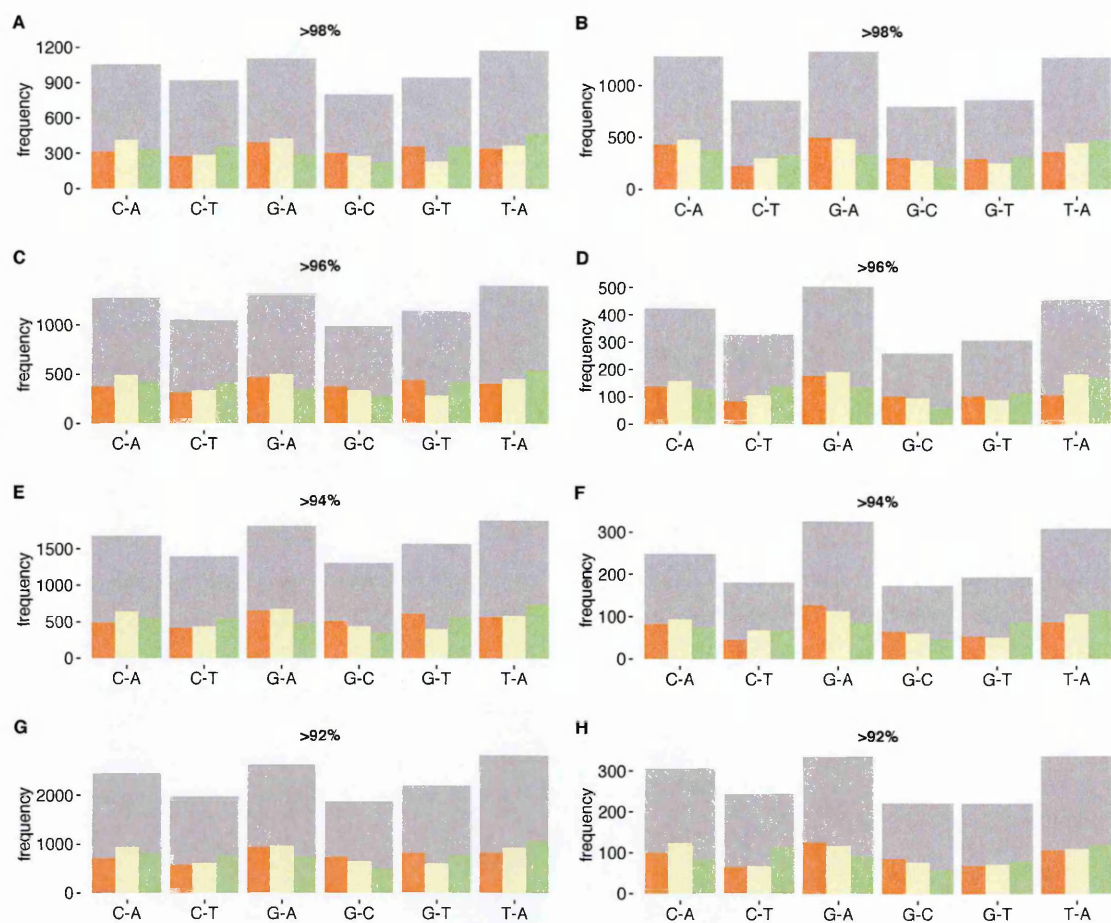 A
>98%
1200
900
600
300
0
frequency
C-A C-T G-A G-C G-T T-A
B
>98%
1000
500
0
frequency
C-A C-T G-A G-C G-T T-A
C
>96%
1000
500
0
frequency
C-A C-T G-A G-C G-T T-A
D
>96%
500
400
300
200
100
0
frequency
C-A C-T G-A G-C G-T T-A
E
>94%
1500
1000
500
0
frequency
C-A C-T G-A G-C G-T T-A
F
>94%
300
200
100
0
frequency
C-A C-T G-A G-C G-T T-A
G
>92%
2000
1000
0
frequency
C-A C-T G-A G-C G-T T-A
H
>92%
300
200
100
0
frequency
C-A C-T G-A G-C G-T T-A